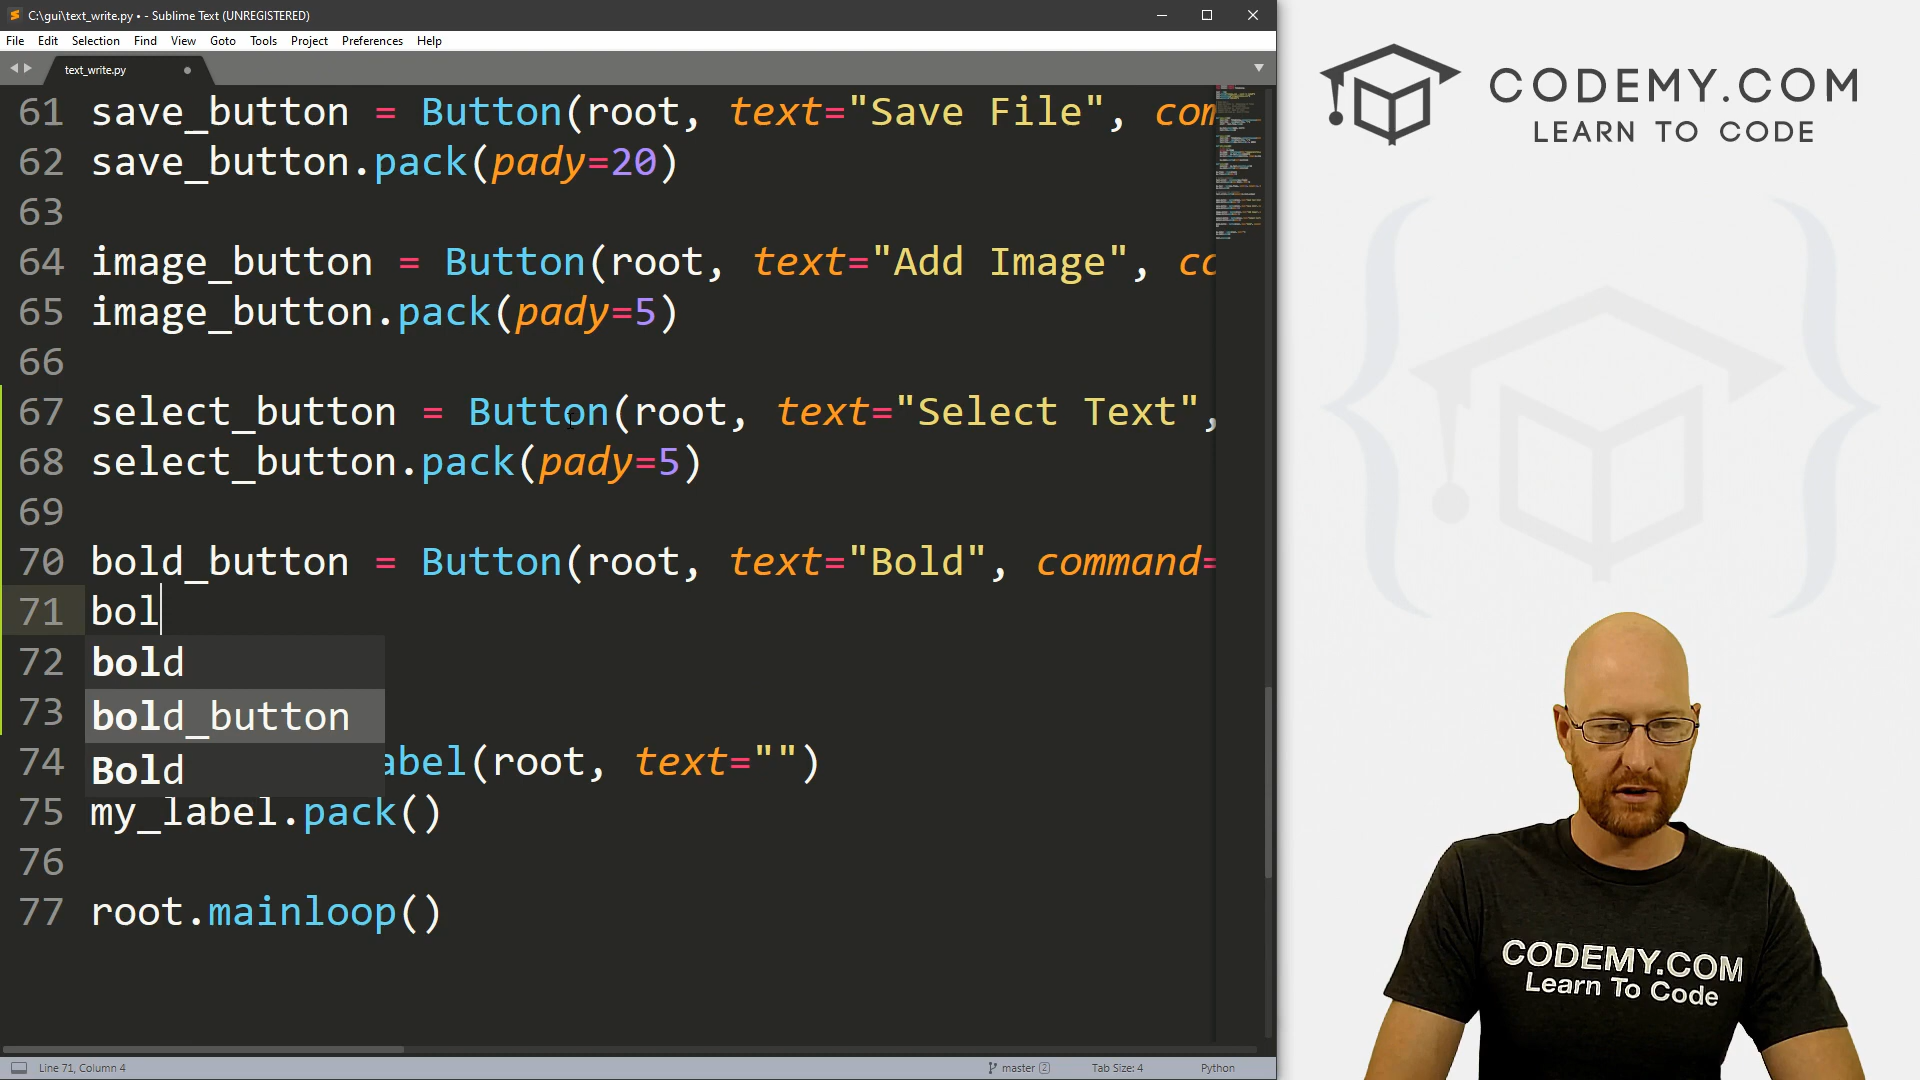 C:\gui\text_write.py • - Sublime Text (UNREGISTERED)
File Edit Selection Find View Goto Tools Project Preferences Help
text_write.py
61 save_button = Button(root, text="Save File", com
62 save_button.pack(pady=20)
63
64 image_button = Button(root, text="Add Image", co
65 image_button.pack(pady=5)
66
67 select_button = Button(root, text="Select Text",
68 select_button.pack(pady=5)
69
70 bold_button = Button(root, text="Bold", command=
71 bol
72 bold
73 bold_button
74 Bold abel(root, text="")
75 my_label.pack()
76
77 root.mainloop()
Line 71, Column 4 master 2 Tab Size: 4 Python
CODEMY.COM
LEARN TO CODE
CODEMY.COM
Learn To Code